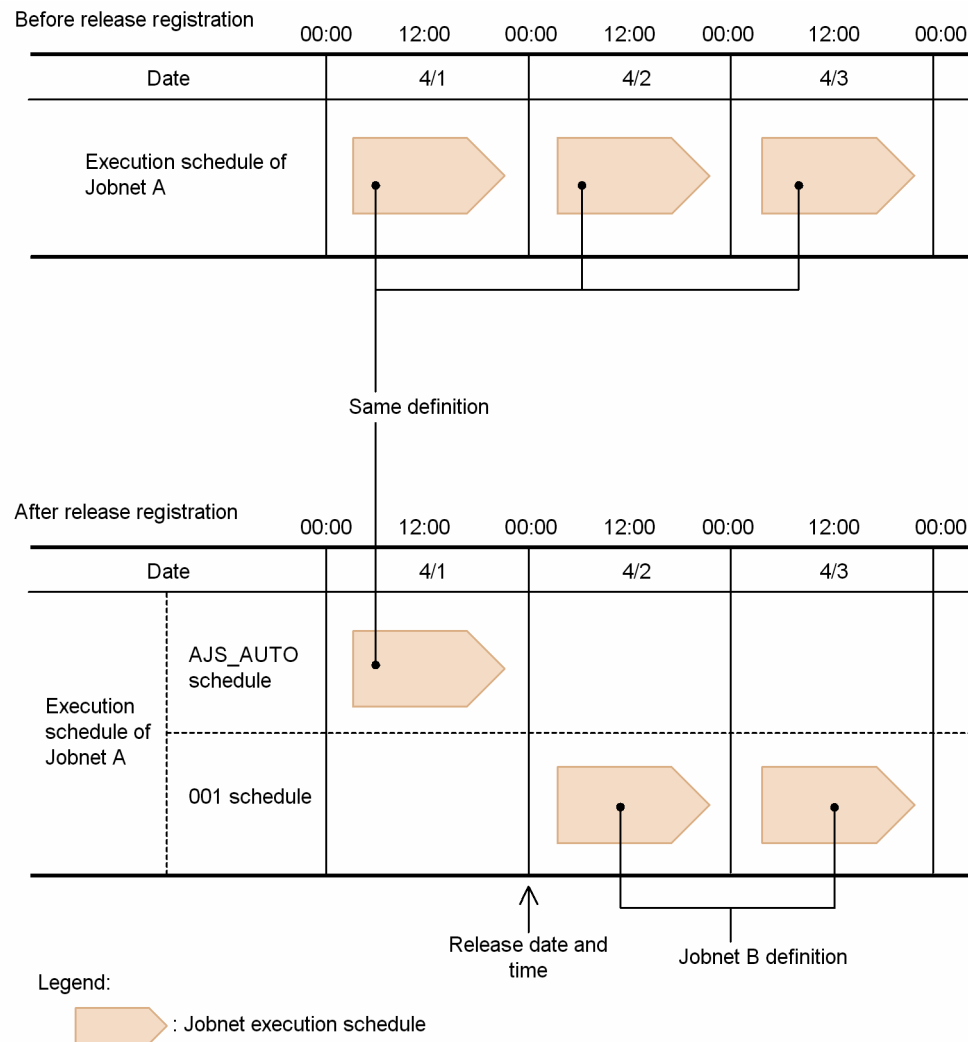 Before release registration
00:00 12:00 00:00 12:00 00:00 12:00 00:00
Date 4/1 4/2 4/3
Execution schedule of
Jobnet A
Same definition
After release registration
00:00 12:00 00:00 12:00 00:00 12:00 00:00
Date 4/1 4/2 4/3
AJS_AUTO
schedule
Execution
schedule of
Jobnet A
001 schedule
Release date and
time
Jobnet B definition
Legend:
: Jobnet execution schedule